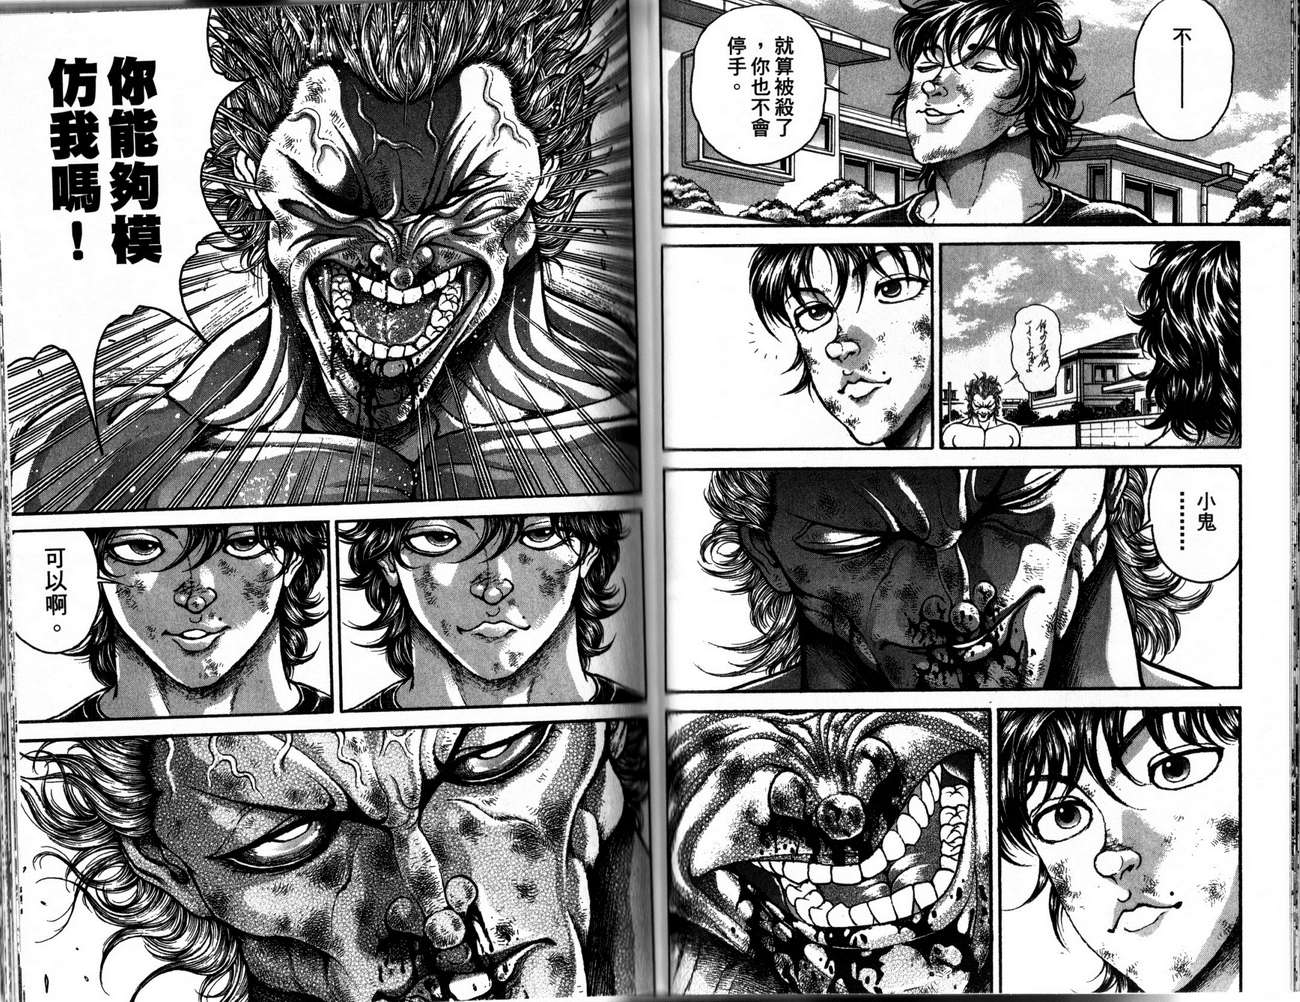 不——
就算被殺了
，你也不會
停手。
小鬼
………
你能夠模
仿我嗎！
可以啊。